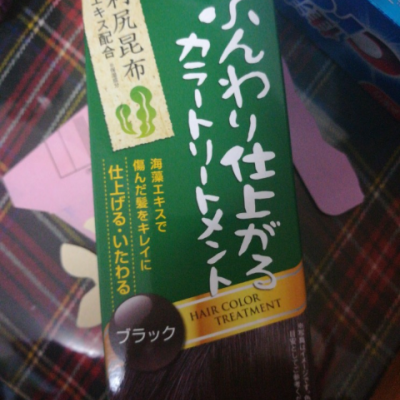 尻昆布
エキス配合
ふんわり仕上がる
カラートリートメント
海藻エキスで
傷んだ髪をキレイに
仕上げる・いたわる
HAIR COLOR
TREATMENT
ブラック